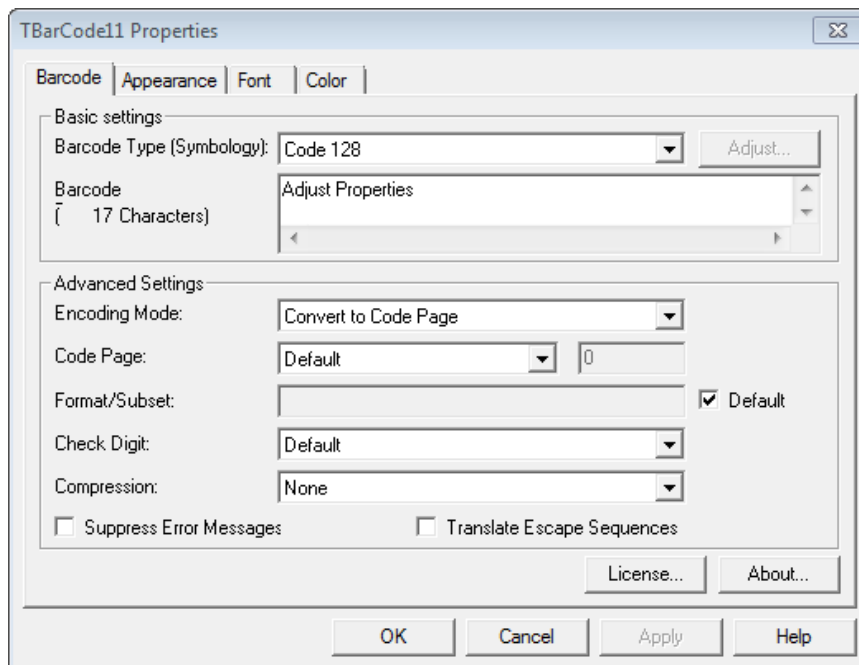 TBarCode11 Properties
Barcode Appearance Font Color
Basic settings
Barcode Type (Symbology): Code 128 Adjust...
Barcode Adjust Properties
( 17 Characters)
Advanced Settings
Encoding Mode: Convert to Code Page
Code Page: Default 0
Format/Subset: Default
Check Digit: Default
Compression: None
Suppress Error Messages Translate Escape Sequences
License... About...
OK Cancel Apply Help